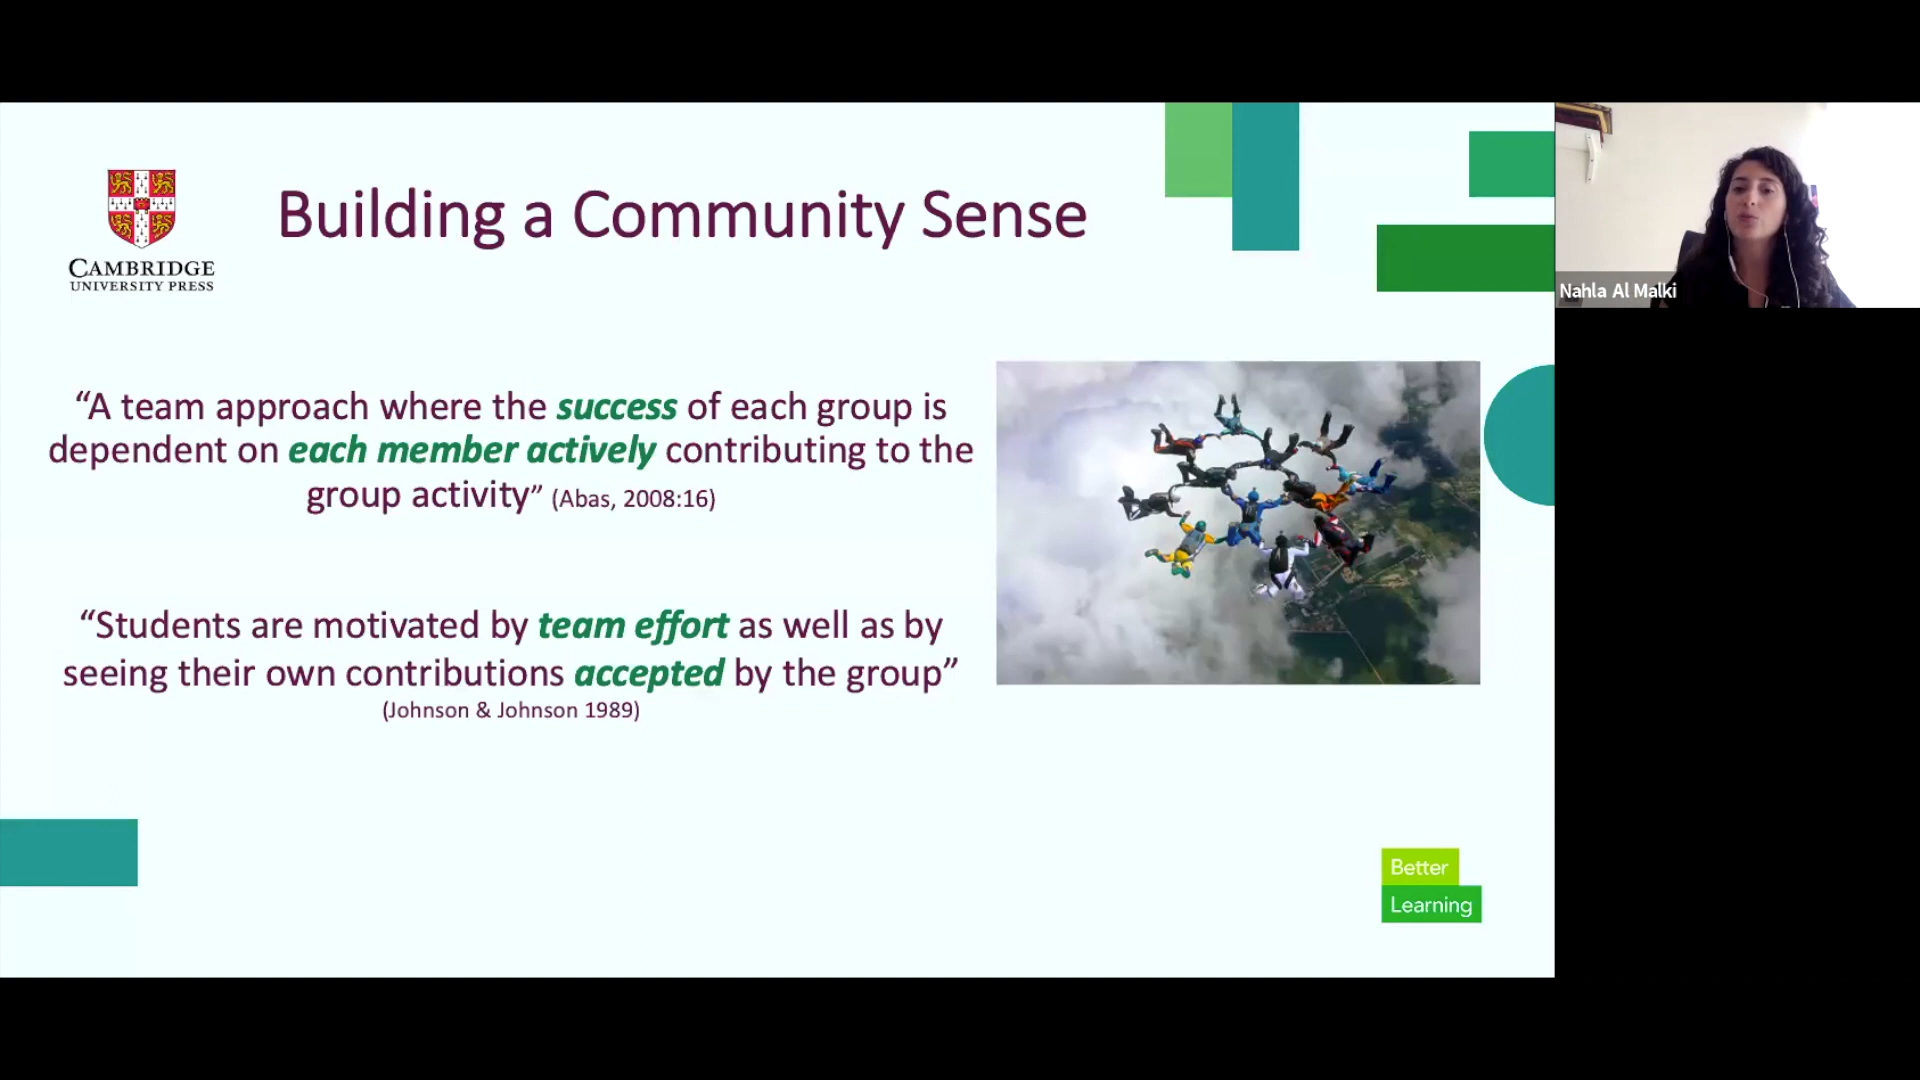 CAMBRIDGE
UNIVERSITY PRESS
Building a Community Sense
“A team approach where the success of each group is
dependent on each member actively contributing to the
group activity” (Abas, 2008:16)
“Students are motivated by team effort as well as by
seeing their own contributions accepted by the group”
(Johnson & Johnson 1989)
Better
Learning
Nahla Al Malki